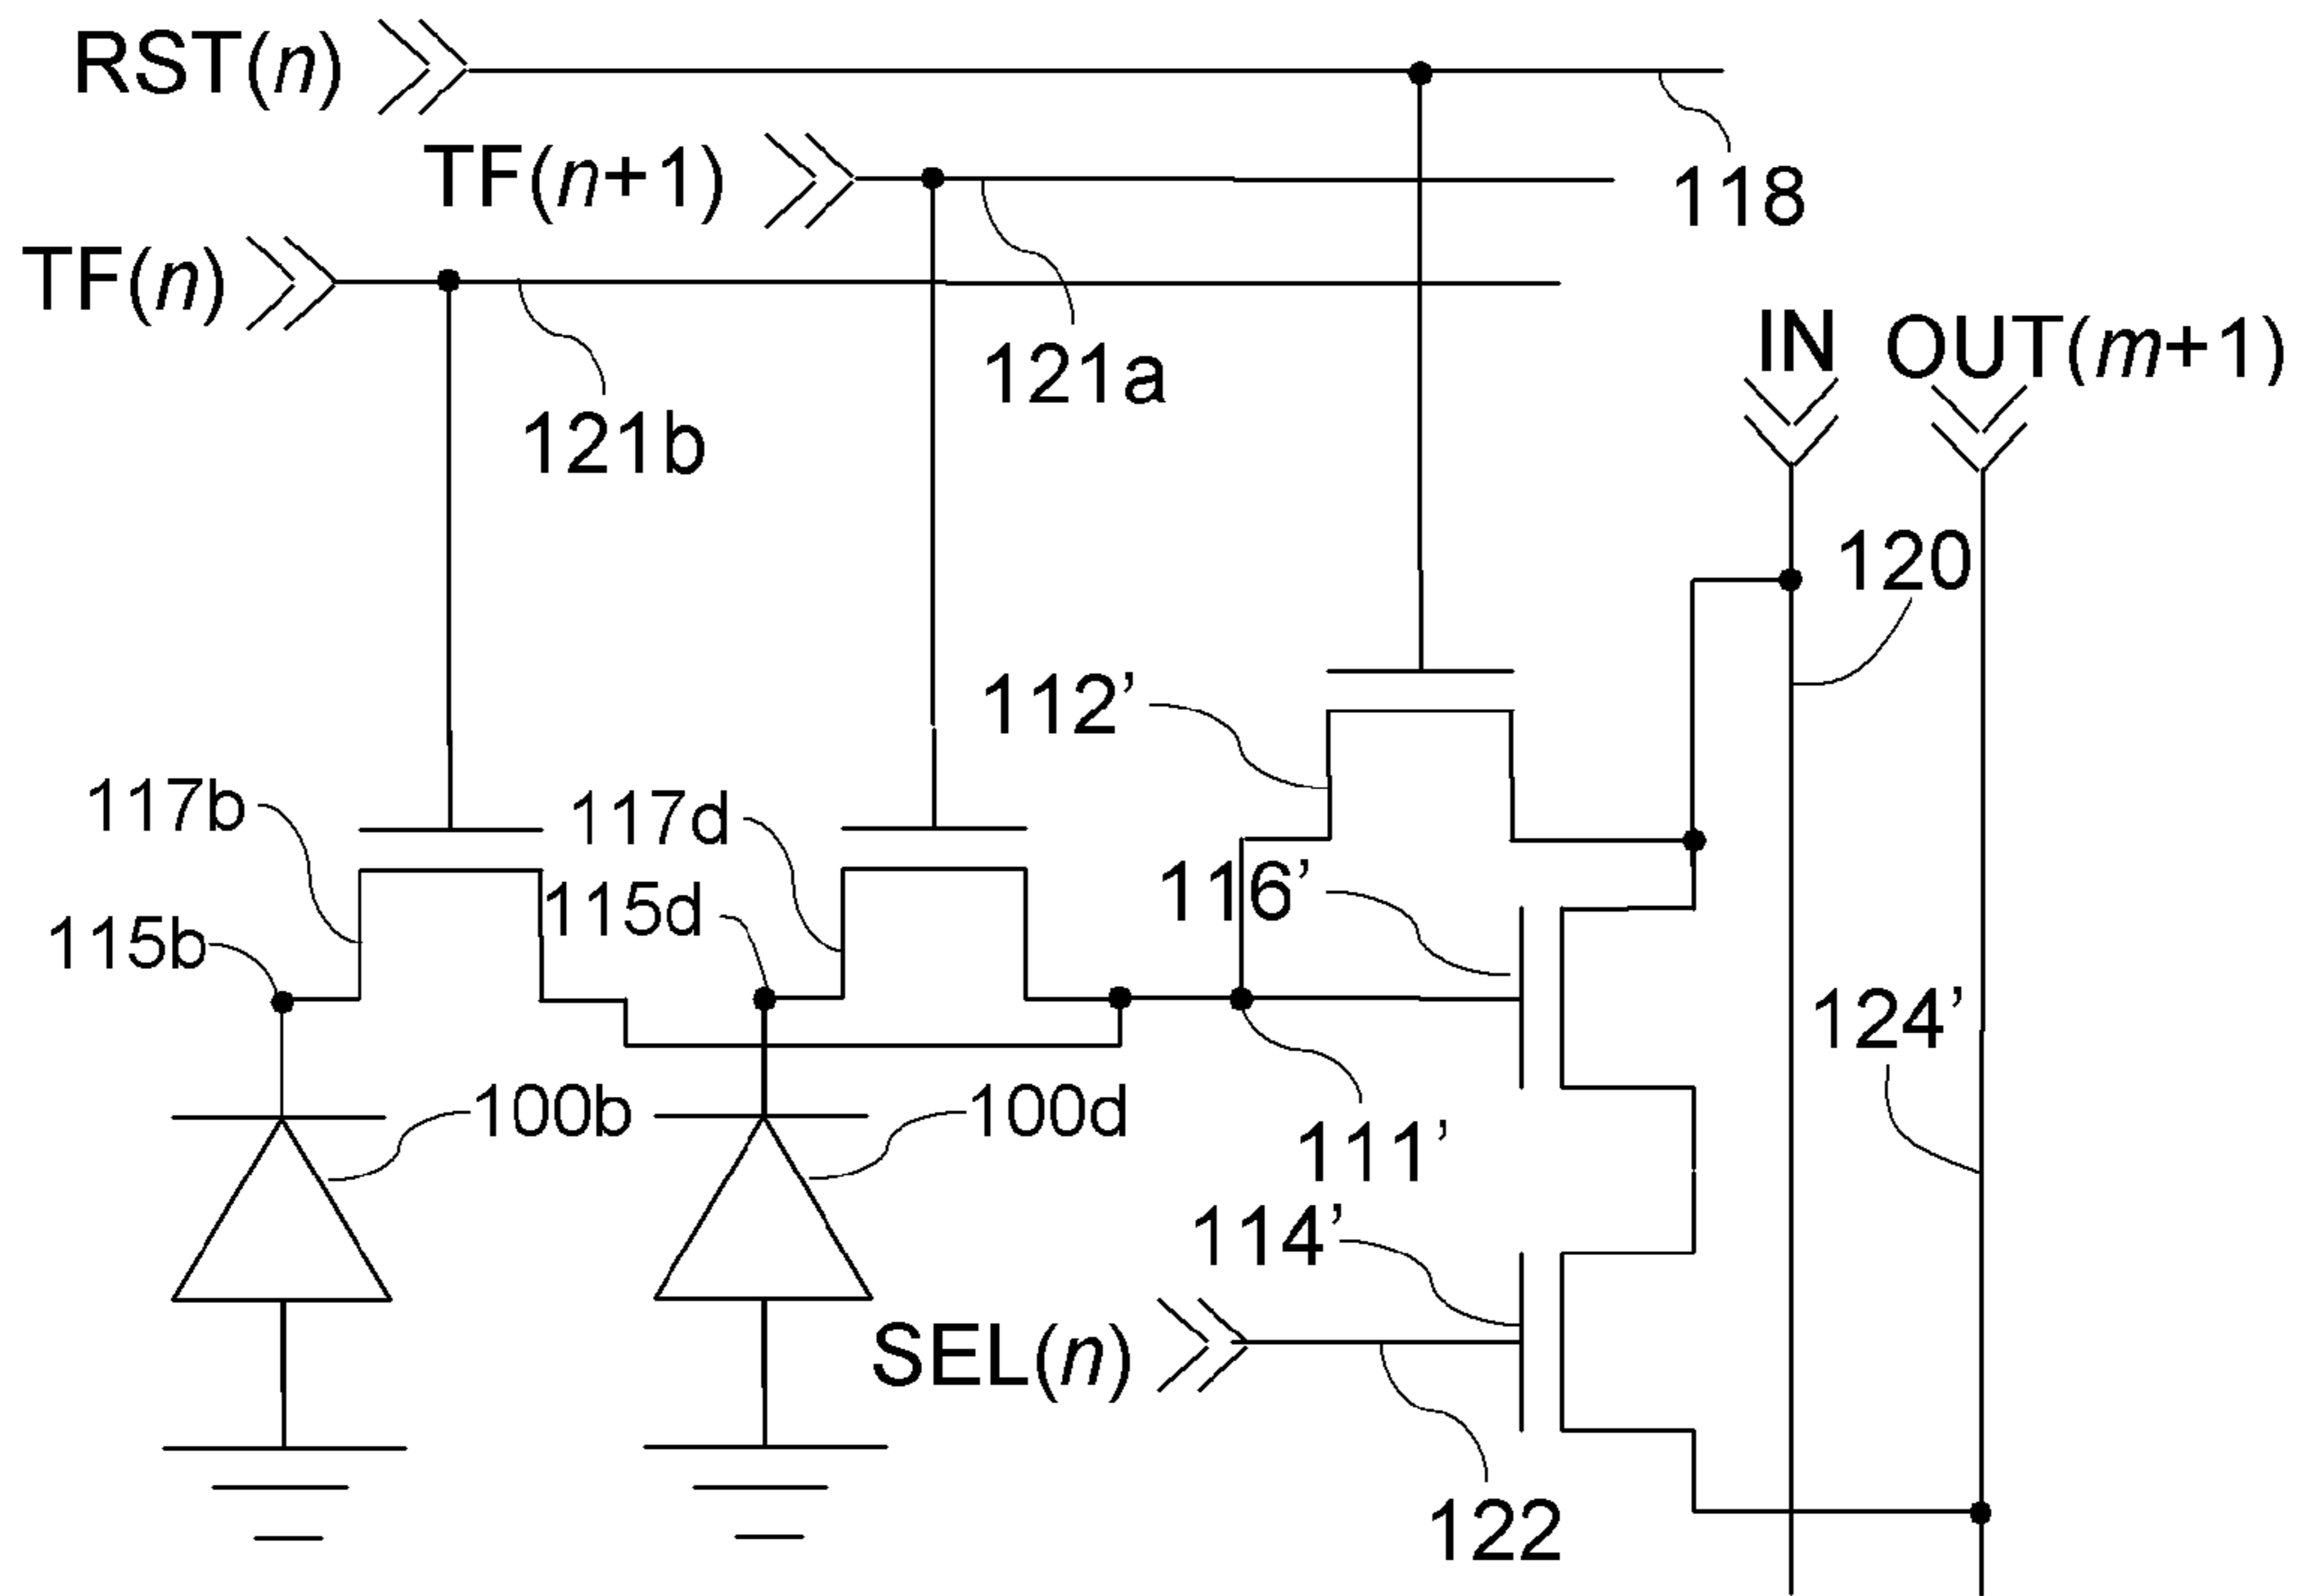 RST(n)
TF(n+1)
118
TF(n)
IN
OUT(m+1)
121a
121b
120
112’
117b
117d
116’
115d
115b
124’
100b
100d
111’
114’
SEL(n)
122